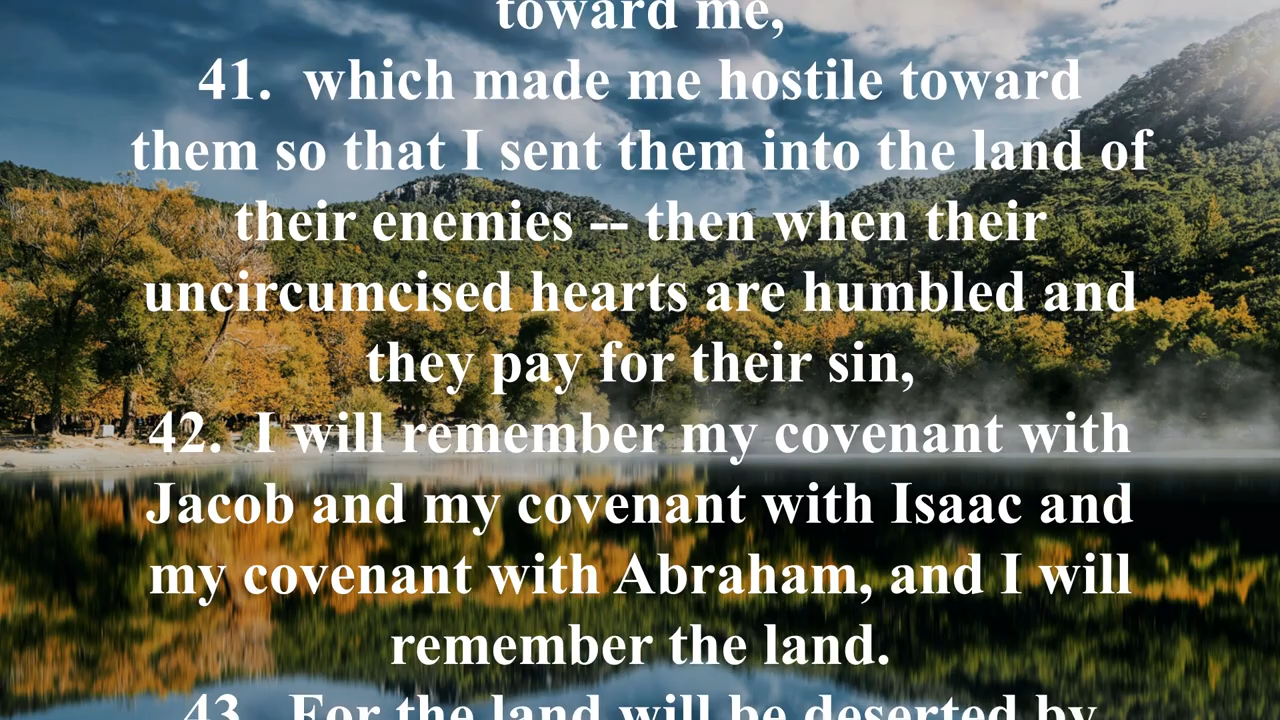 toward me,
41. which made me hostile toward
them so that I sent them into the land of
their enemies -- then when their
uncircumcised hearts are humbled and
they pay for their sin,
42. I will remember my covenant with
Jacob and my covenant with Isaac and
my covenant with Abraham, and I will
remember the land.
43. For the land will be deserted by